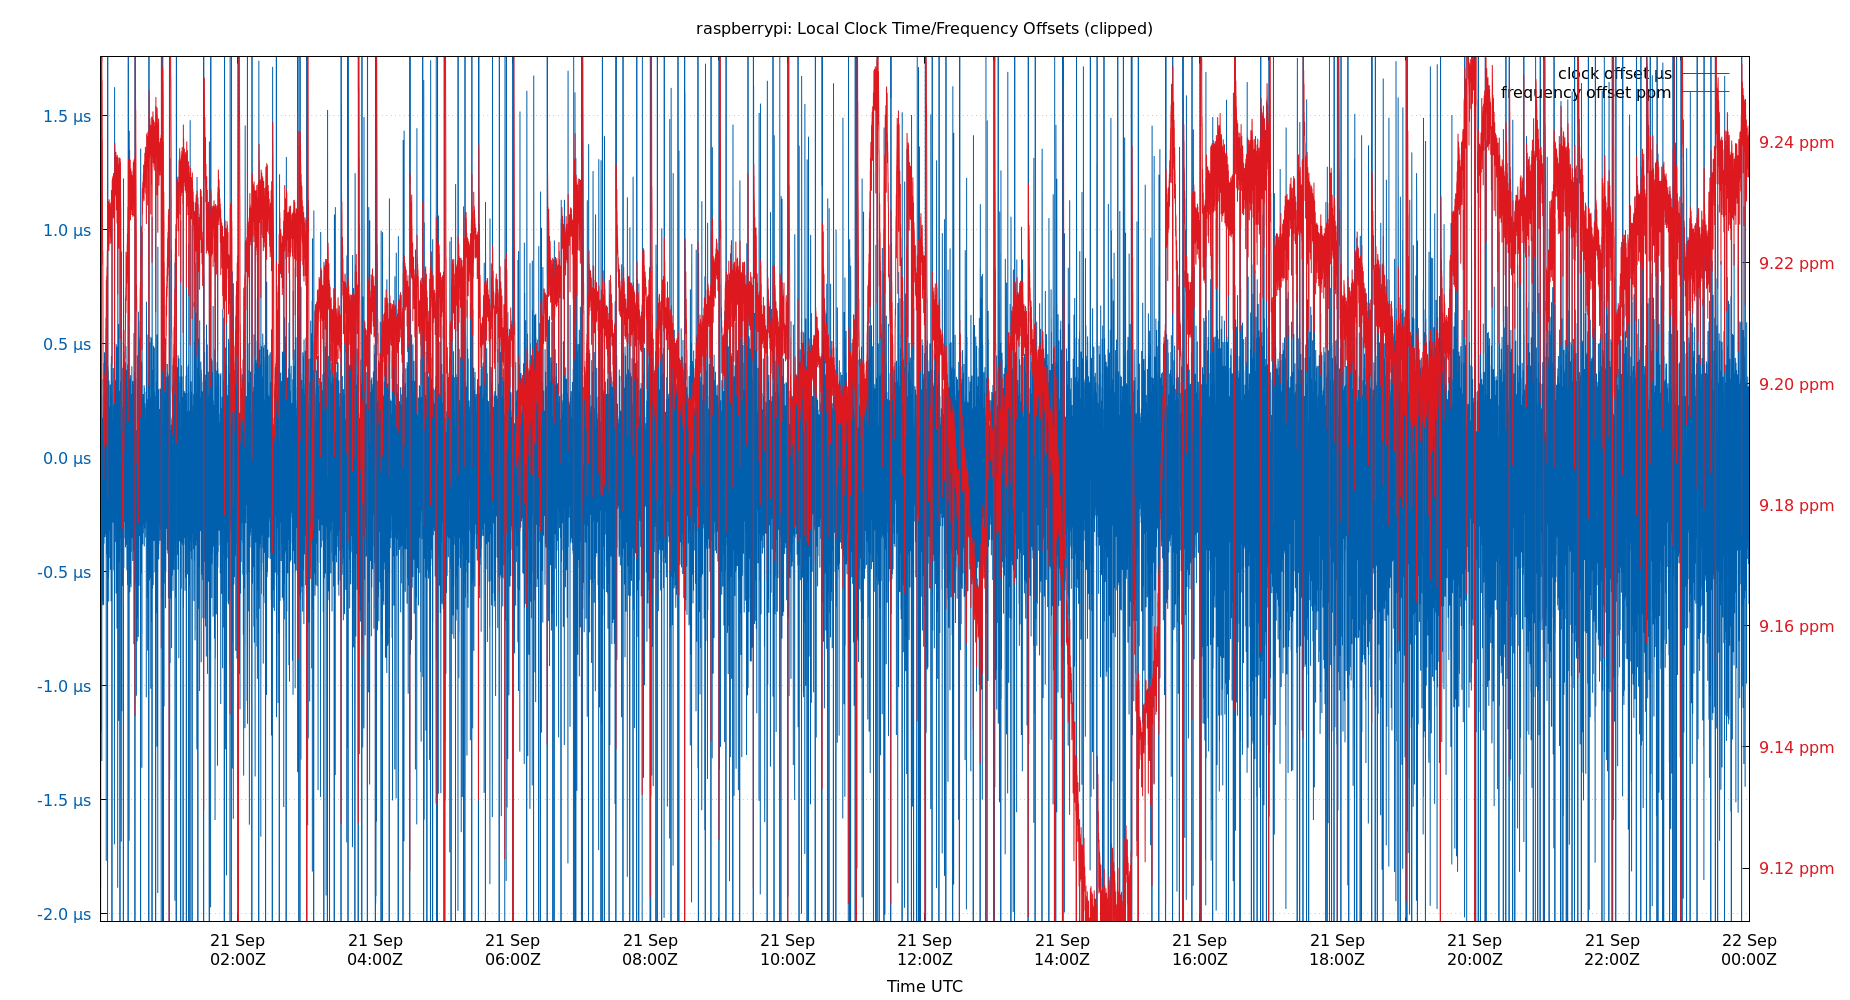 raspberrypi: Local Clock Time/Frequency Offsets (clipped)
clock offset µs
frequency offset ppm
1.5 µs
1.0 µs
0.5 µs
0.0 µs
-0.5 µs
-1.0 µs
-1.5 µs
-2.0 µs
9.24 ppm
9.22 ppm
9.20 ppm
9.18 ppm
9.16 ppm
9.14 ppm
9.12 ppm
21 Sep
02:00Z
21 Sep
04:00Z
21 Sep
06:00Z
21 Sep
08:00Z
21 Sep
10:00Z
21 Sep
12:00Z
21 Sep
14:00Z
21 Sep
16:00Z
21 Sep
18:00Z
21 Sep
20:00Z
21 Sep
22:00Z
22 Sep
00:00Z
Time UTC